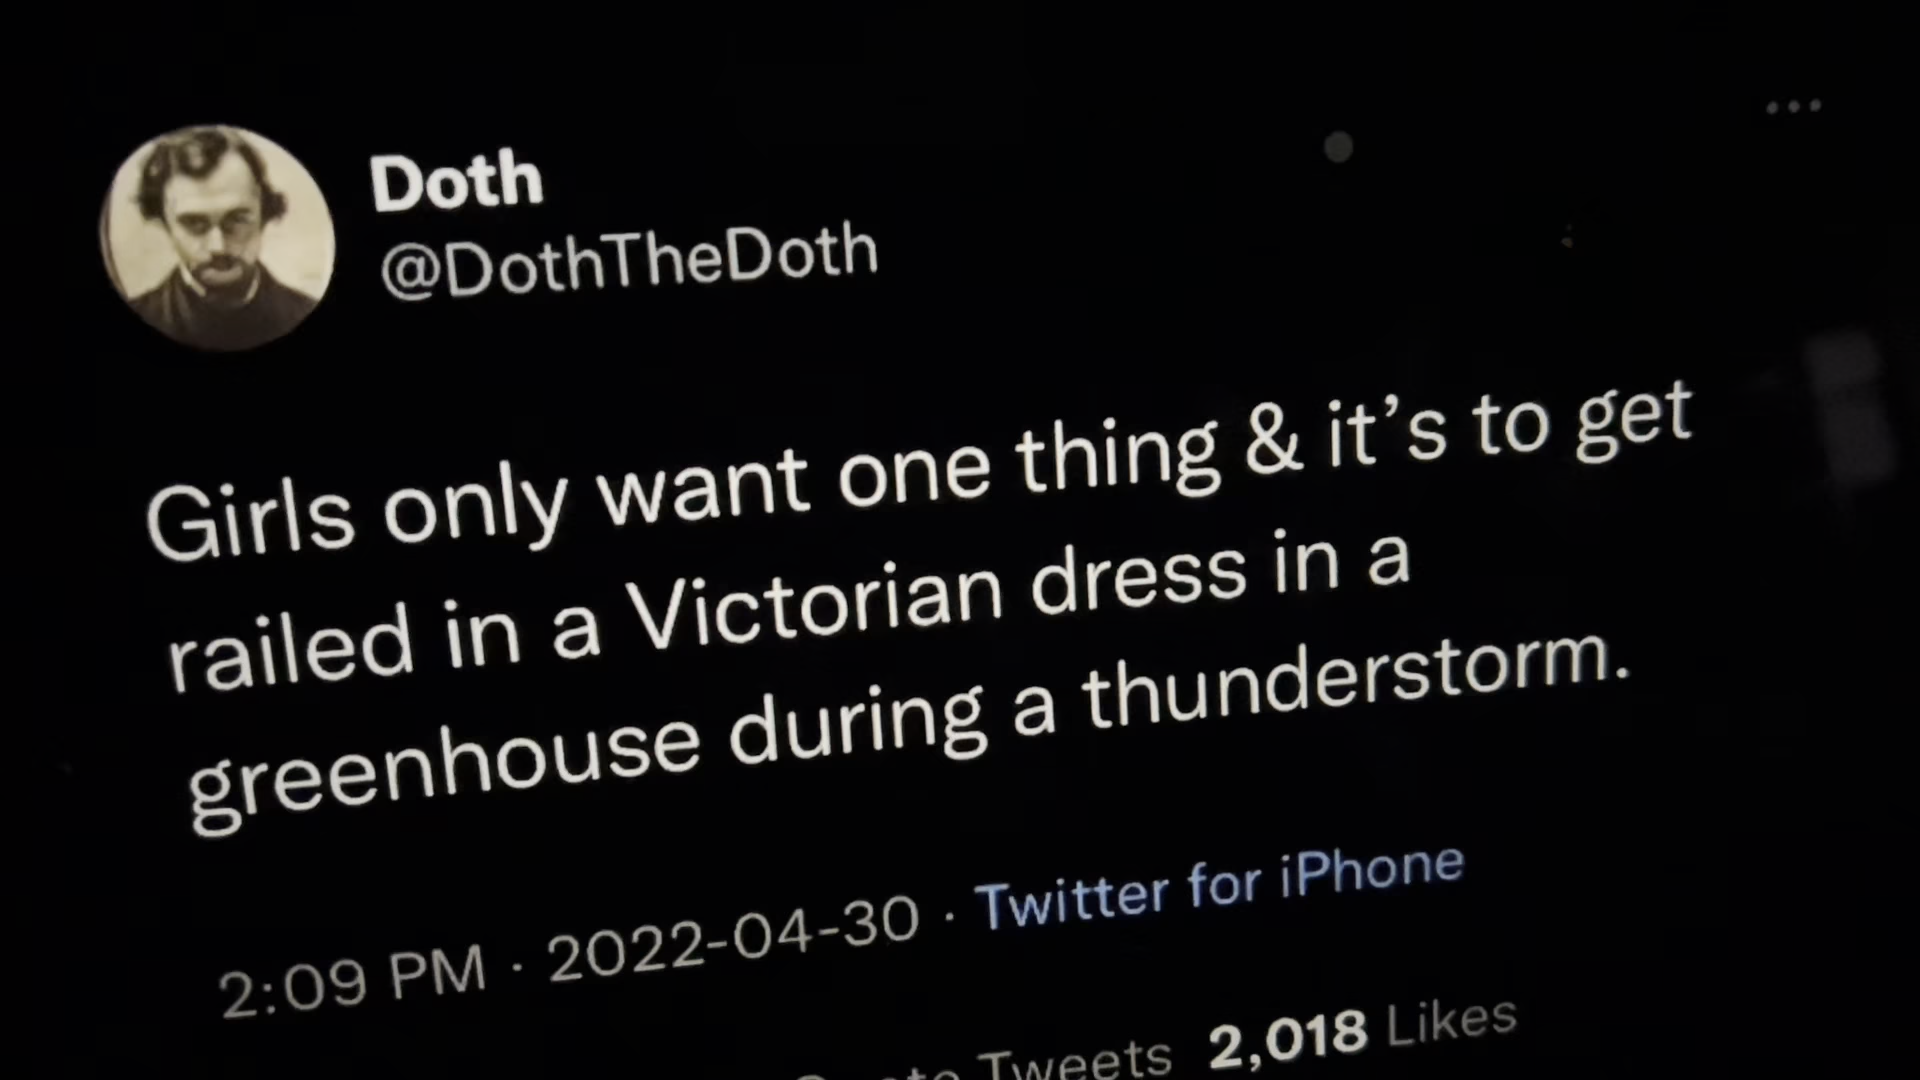 Doth
@DothTheDoth
Girls only want one thing & it's to get
railed in a Victorian dress in a
greenhouse during a thunderstorm.
2:09 PM · 2022-04-30 · Twitter for iPhone
Tweets 2,018 Likes